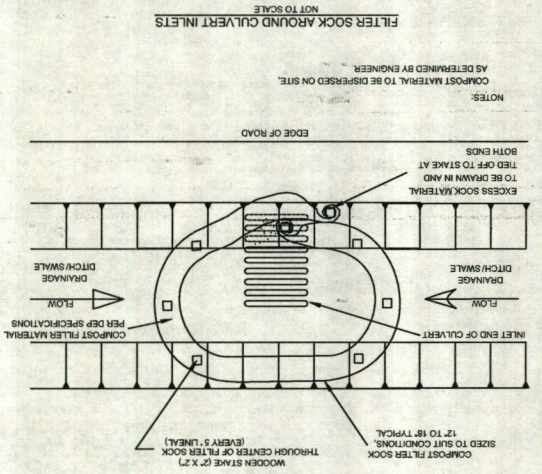 WOODEN STAKE (2" X 2")
THROUGH CENTER OF FILTER SOCK
(EVERY 5' LINEAL)
COMPOST FILTER SOCK
SIZED TO SUIT CONDITIONS,
12" TO 18" TYPICAL
INLET END OF CULVERT
COMPOST FILLER MATERIAL
PER DEP SPECIFICATIONS
FLOW
DRAINAGE
DITCH/SWALE
FLOW
DRAINAGE
DITCH/SWALE
EXCESS SOCK MATERIAL
TO BE DRAWN IN AND
TIED OFF TO STAKE AT
BOTH ENDS
EDGE OF ROAD
NOTES:
COMPOST MATERIAL TO BE DISPERSED ON SITE,
AS DETERMINED BY ENGINEER
FILTER SOCK AROUND CULVERT INLETS
NOT TO SCALE